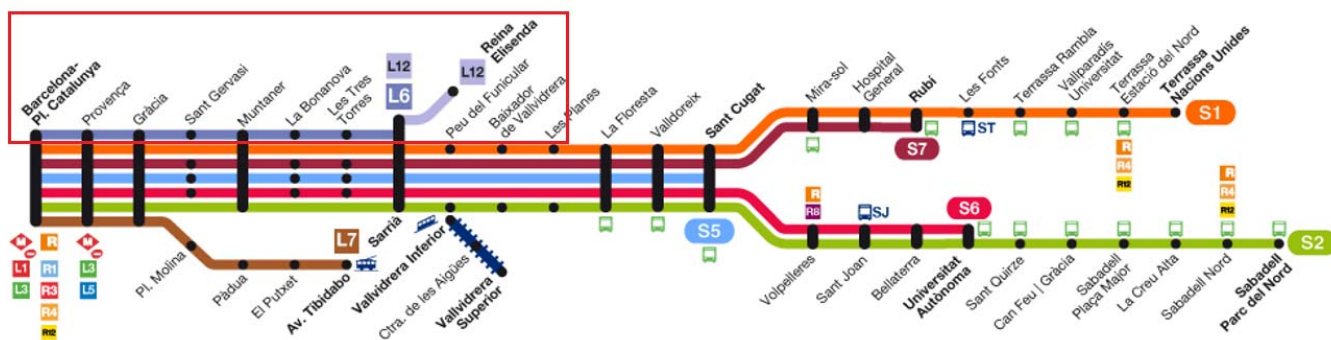 Barcelona-
Pl. Catalunya
Provença
Gràcia
Sant Gervasi
Muntaner
La Bonanova
Les Tres
Torres
L12
L6
L12
Reina
Elisenda
Peu del Funicular
Baixador
de Vallvidrera
Les Planes
La Floresta
Valldoreix
Sant Cugat
Mira-sol
Hospital
General
Rubí
Les Fonts
Terrassa Rambla
Vallparadís
Universitat
Terrassa
Estació del Nord
Terrassa
Nacions Unides
S1
ST
S7
R
R4
R12
M
L1
L3
R
R1
R3
R4
R12
M
L3
L5
Pl. Molina
Pàdua
El Putxet
Av. Tibidabo
L7
Sarrià
Vallvidrera Inferior
Ctra. de les Aigües
Vallvidrera
Superior
S5
R
R8
SJ
S6
R
R4
R12
S2
Volpelleres
Sant Joan
Bellaterra
Universitat
Autònoma
Sant Quirze
Can Feu | Gràcia
Sabadell
Plaça Major
La Creu Alta
Sabadell Nord
Sabadell
Parc del Nord